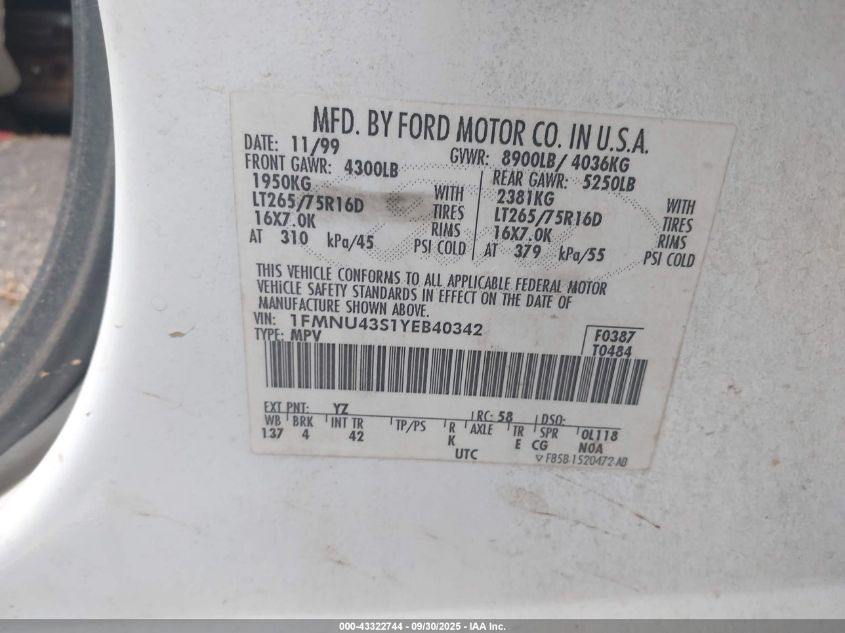 MFD. BY FORD MOTOR CO. IN U.S.A.
DATE: 11/99 GVWR: 8900LB/ 4036KG
FRONT GAWR: 4300LB REAR GAWR: 5250LB
1950KG WITH 2381KG WITH
LT265/75R16D TIRES LT265/75R16D TIRES
16X7.0K RIMS 16X7.0K RIMS
AT 310 kPa/45 PSI COLD AT 379 kPa/55 PSI COLD
THIS VEHICLE CONFORMS TO ALL APPLICABLE FEDERAL MOTOR
VEHICLE SAFETY STANDARDS IN EFFECT ON THE DATE OF
MANUFACTURE SHOWN ABOVE.
VIN: 1FMNU43S1YEB40342 F0387
TYPE: MPV T0484
EXT PNT: YZ RC: 58 DSO:
WB BRK INT TR TP/PS R AXLE TR SPR OL118
137 4 42 K E CG N0A
UTC ▽ F85B-1520472-AB
000-43322744 - 09/30/2025 - IAA Inc.